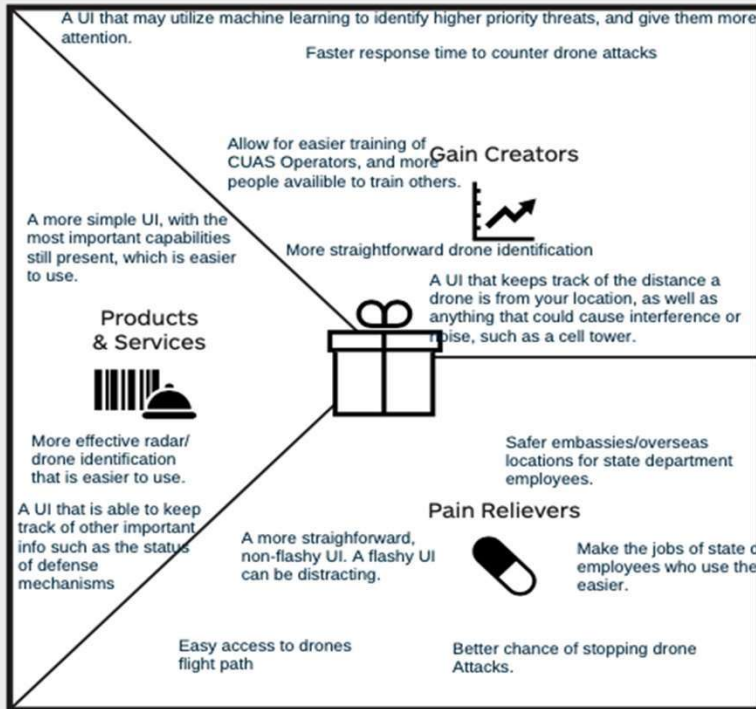 A UI that may utilize machine learning to identify higher priority threats, and give them more
attention.
Faster response time to counter drone attacks
Allow for easier training of
CUAS Operators, and more
people availible to train others.
Gain Creators
More straightforward drone identification
A UI that keeps track of the distance a
drone is from your location, as well as
anything that could cause interference or
noise, such as a cell tower.
A more simple UI, with the
most important capabilities
still present, which is easier
to use.
Products
& Services
More effective radar/
drone identification
that is easier to use.
A UI that is able to keep
track of other important
info such as the status
of defense
mechanisms
Safer embassies/overseas
locations for state department
employees.
Pain Relievers
A more straightforward,
non-flashy UI. A flashy UI
can be distracting.
Make the jobs of state
employees who use the
easier.
Easy access to drones
flight path
Better chance of stopping drone
Attacks.